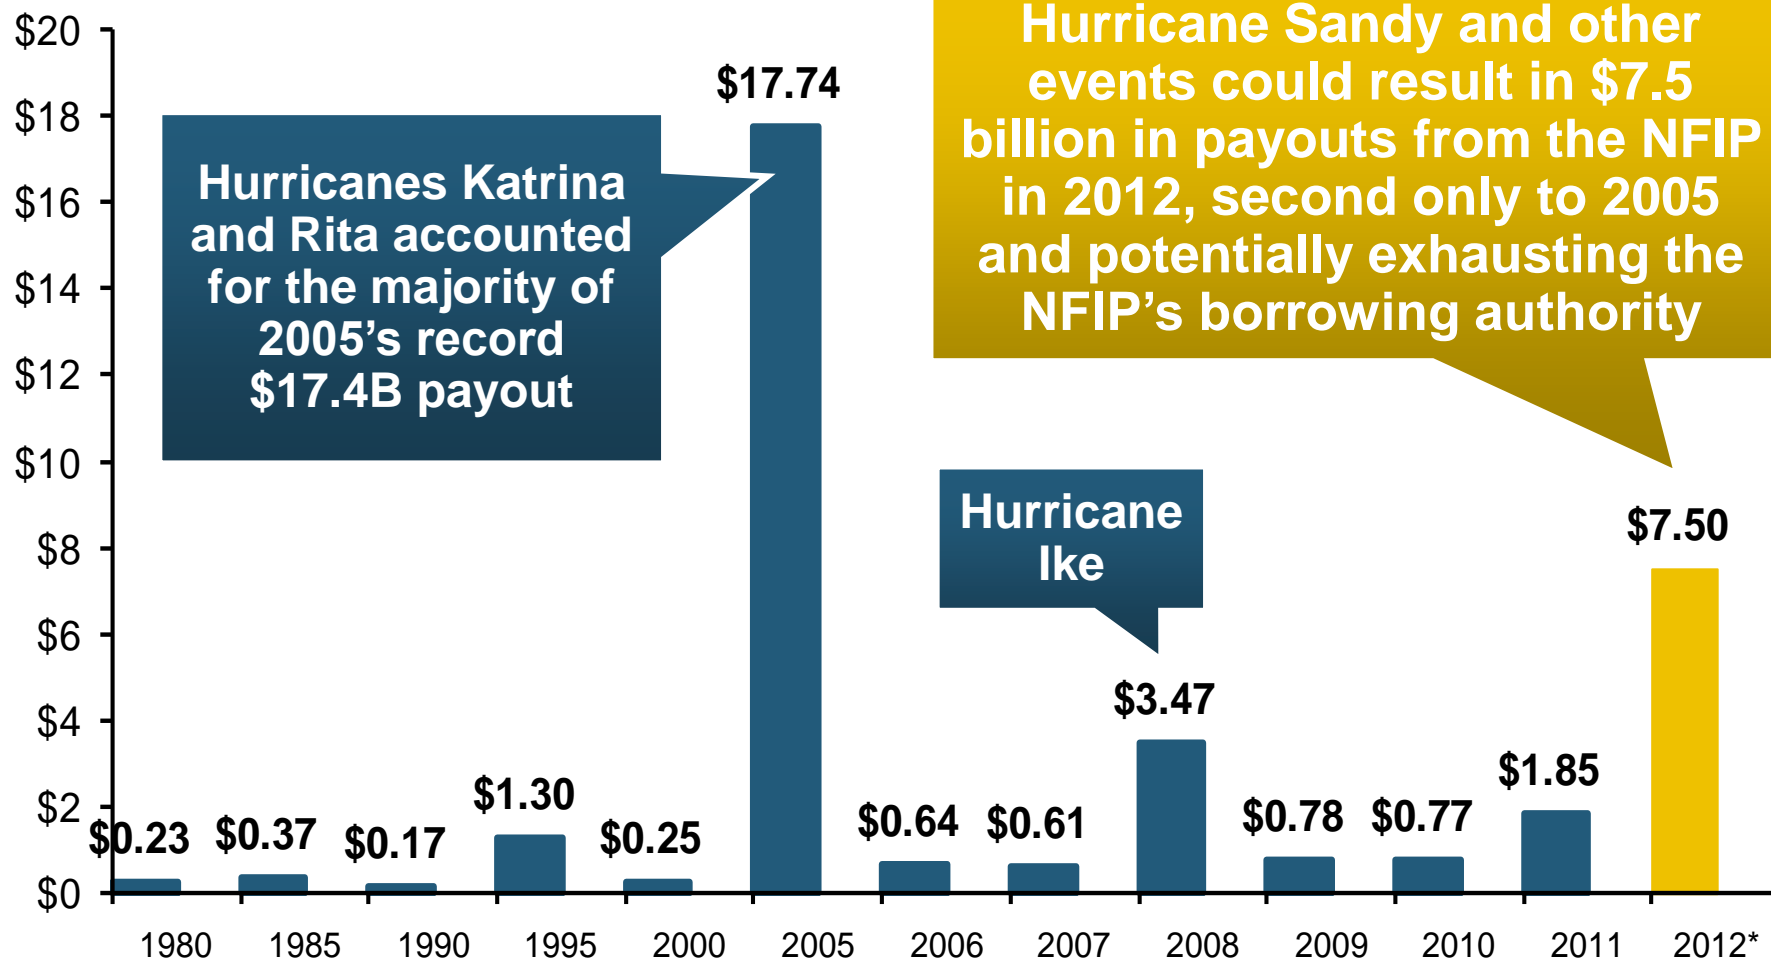 Hurricane Sandy and other
events could result in $7.5
billion in payouts from the NFIP
in 2012, second only to 2005
and potentially exhausting the
NFIP’s borrowing authority
Hurricanes Katrina
and Rita accounted
for the majority of
2005’s record
$17.4B payout
Hurricane
Ike
$20
$18
$16
$14
$12
$10
$8
$6
$4
$2
$0
$0.23
$0.37
$0.17
$1.30
$0.25
$17.74
$0.64
$0.61
$3.47
$0.78
$0.77
$1.85
$7.50
1980 1985 1990 1995 2000 2005 2006 2007 2008 2009 2010 2011 2012*